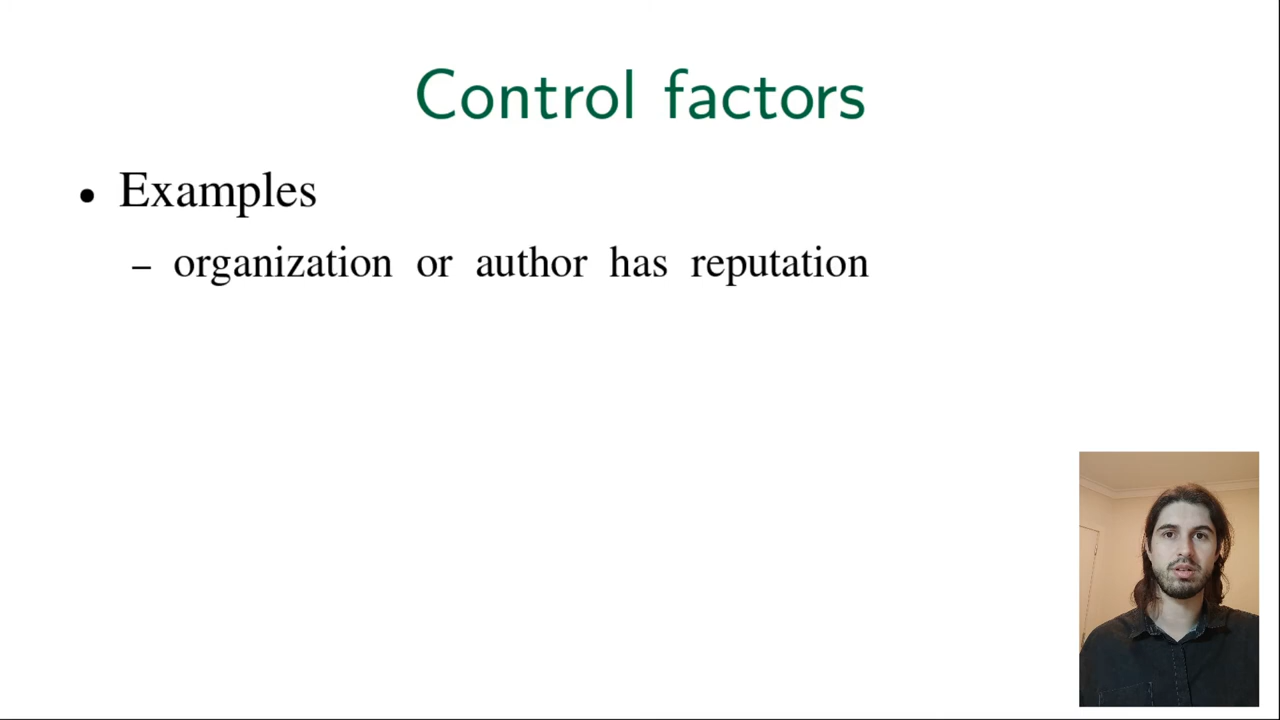 Control factors
• Examples
– organization or author has reputation